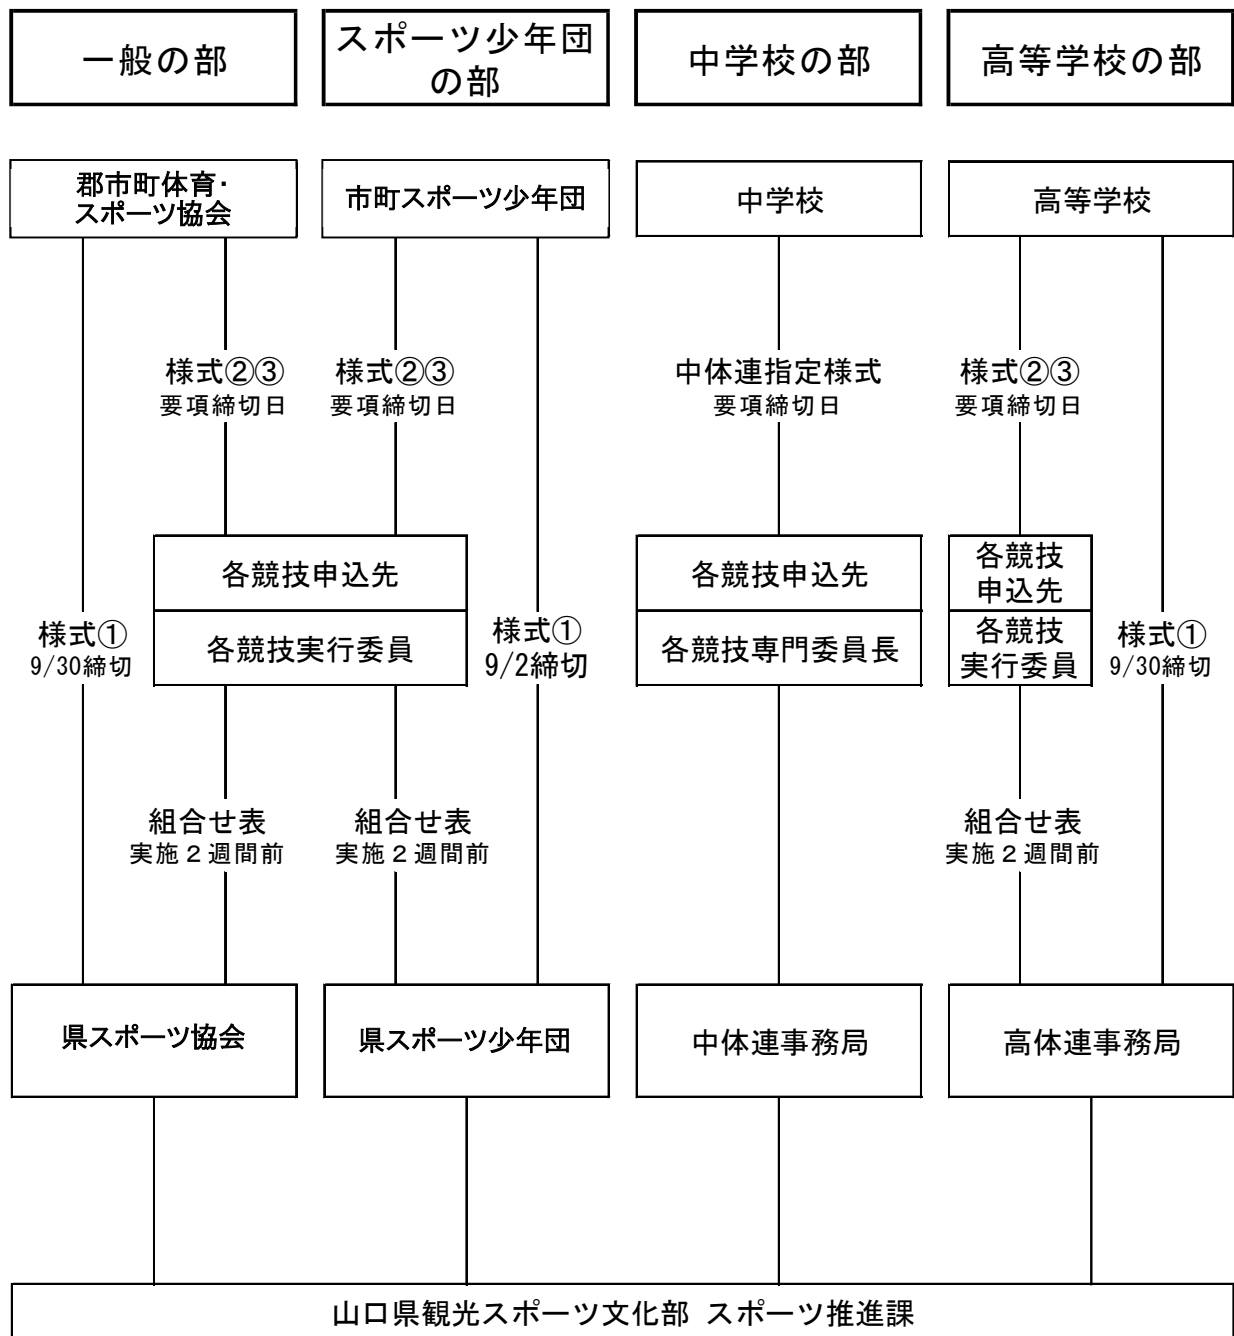 一般の部
スポーツ少年団
の部
中学校の部
高等学校の部
郡市町体育・
スポーツ協会
市町スポーツ少年団
中学校
高等学校
様式②③
要項締切日
様式②③
要項締切日
中体連指定様式
要項締切日
様式②③
要項締切日
各競技申込先
各競技実行委員
各競技申込先
各競技専門委員長
各競技
申込先
各競技
実行委員
様式①
9/30締切
様式①
9/2締切
様式①
9/30締切
組合せ表
実施２週間前
組合せ表
実施２週間前
組合せ表
実施２週間前
県スポーツ協会
県スポーツ少年団
中体連事務局
高体連事務局
山口県観光スポーツ文化部 スポーツ推進課